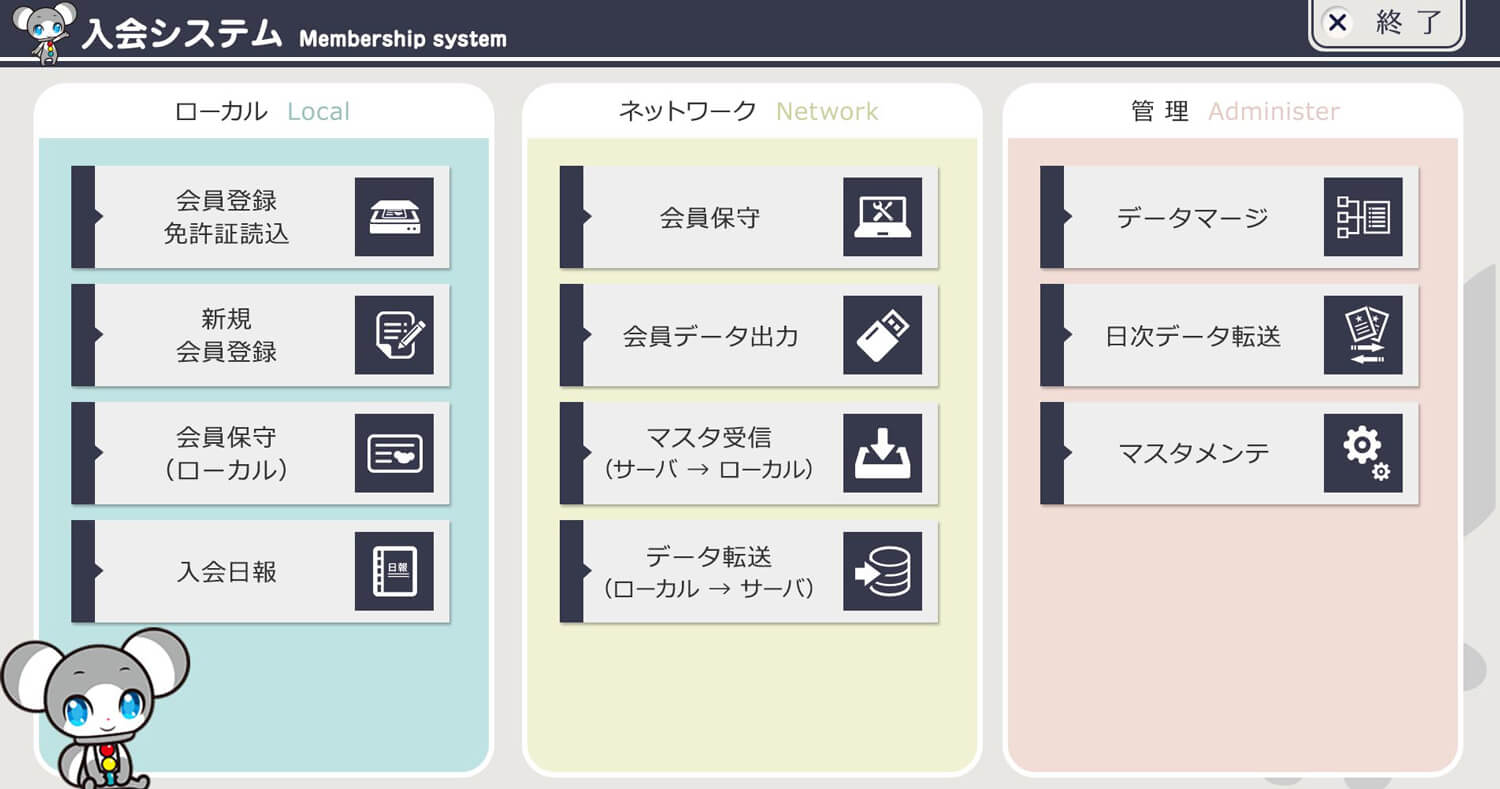 入会システム Membership system
× 終了
ローカル Local
会員登録
免許証読込
新規
会員登録
会員保守
(ローカル)
入会日報
日報
ネットワーク Network
会員保守
会員データ出力
マスタ受信
(サーバ → ローカル)
データ転送
(ローカル → サーバ)
管理 Administer
データマージ
日次データ転送
マスタメンテ